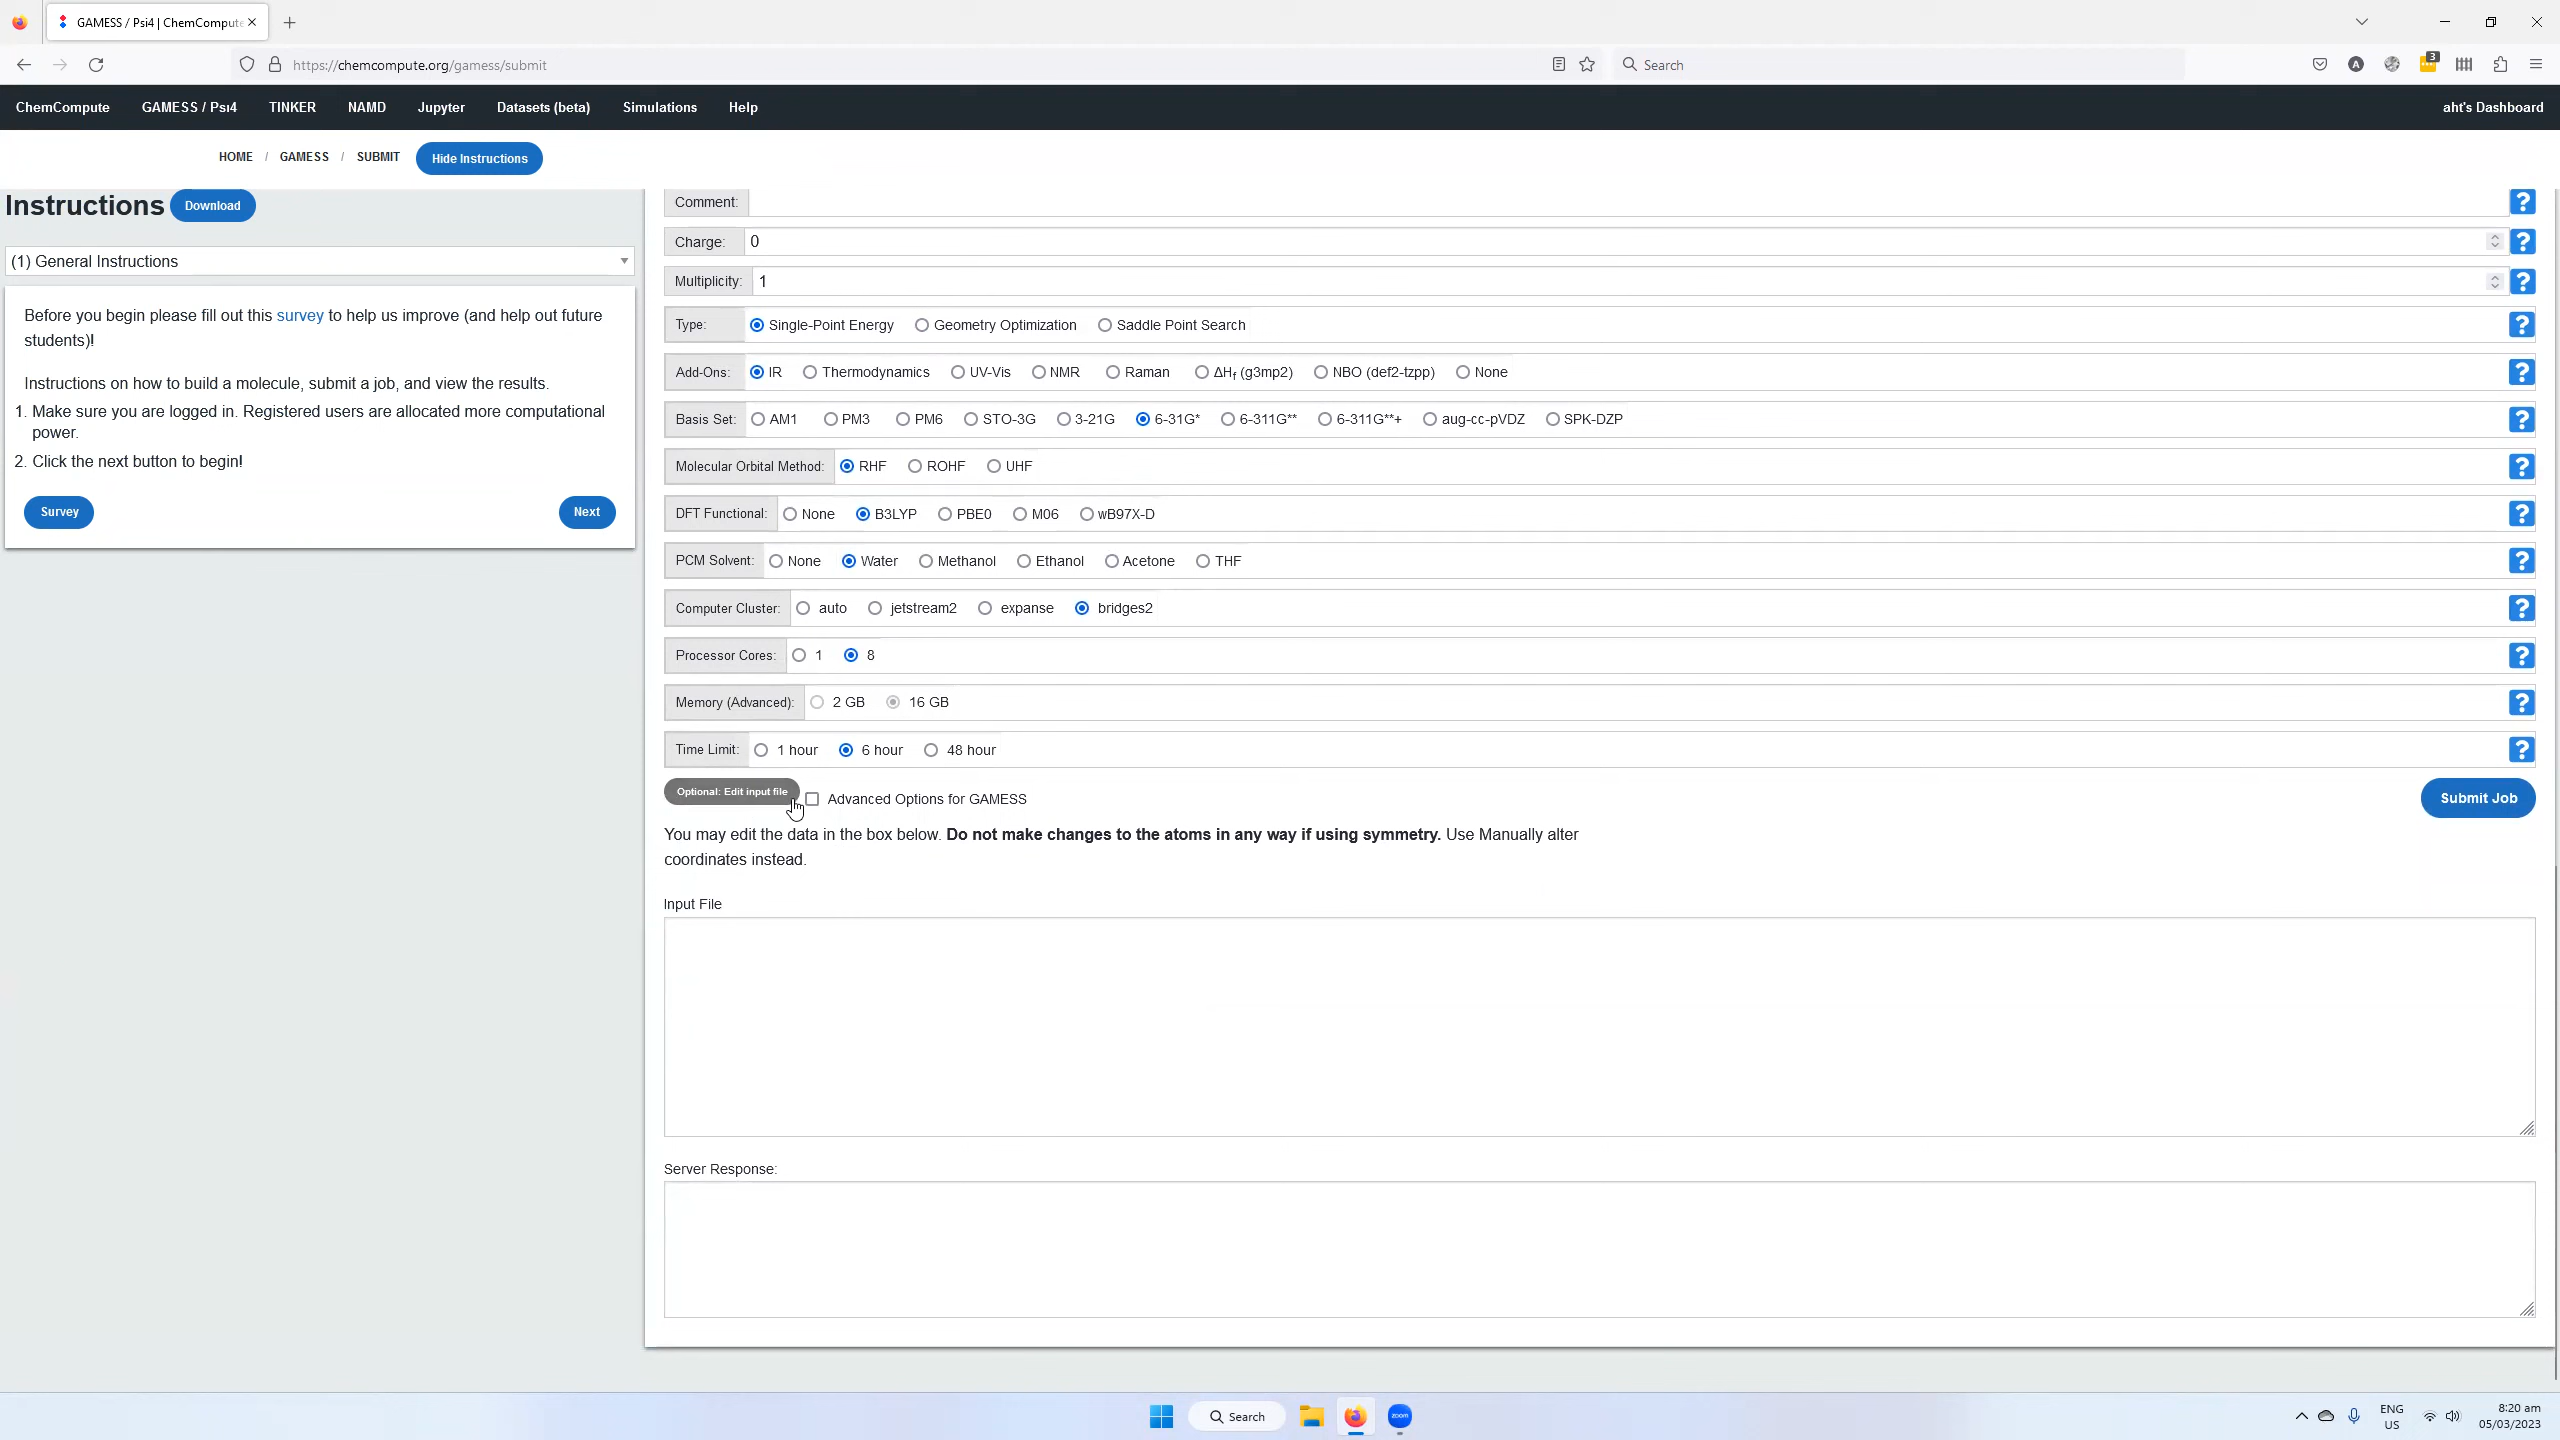 GAMESS / Psi4 | ChemCompute
https://chemcompute.org/gamess/submit
Search
3
ChemCompute GAMESS / Psi4 TINKER NAMD Jupyter Datasets (beta) Simulations Help aht's Dashboard
HOME / GAMESS / SUBMIT Hide Instructions
Instructions Download
(1) General Instructions
Before you begin please fill out this survey to help us improve (and help out future
students)!
Instructions on how to build a molecule, submit a job, and view the results.
1. Make sure you are logged in. Registered users are allocated more computational
power.
2. Click the next button to begin!
Survey Next
Comment: ?
Charge: 0 ?
Multiplicity: 1 ?
Type: Single-Point Energy Geometry Optimization Saddle Point Search ?
Add-Ons: IR Thermodynamics UV-Vis NMR Raman ΔHf (g3mp2) NBO (def2-tzpp) None ?
Basis Set: AM1 PM3 PM6 STO-3G 3-21G 6-31G* 6-311G** 6-311G**+ aug-cc-pVDZ SPK-DZP ?
Molecular Orbital Method: RHF ROHF UHF ?
DFT Functional: None B3LYP PBE0 M06 wB97X-D ?
PCM Solvent: None Water Methanol Ethanol Acetone THF ?
Computer Cluster: auto jetstream2 expanse bridges2 ?
Processor Cores: 1 8 ?
Memory (Advanced): 2 GB 16 GB ?
Time Limit: 1 hour 6 hour 48 hour ?
Optional: Edit input file Advanced Options for GAMESS Submit Job
You may edit the data in the box below. Do not make changes to the atoms in any way if using symmetry. Use Manually alter
coordinates instead.
Input File
Server Response:
Search
zoom
ENG
US
8:20 am
05/03/2023